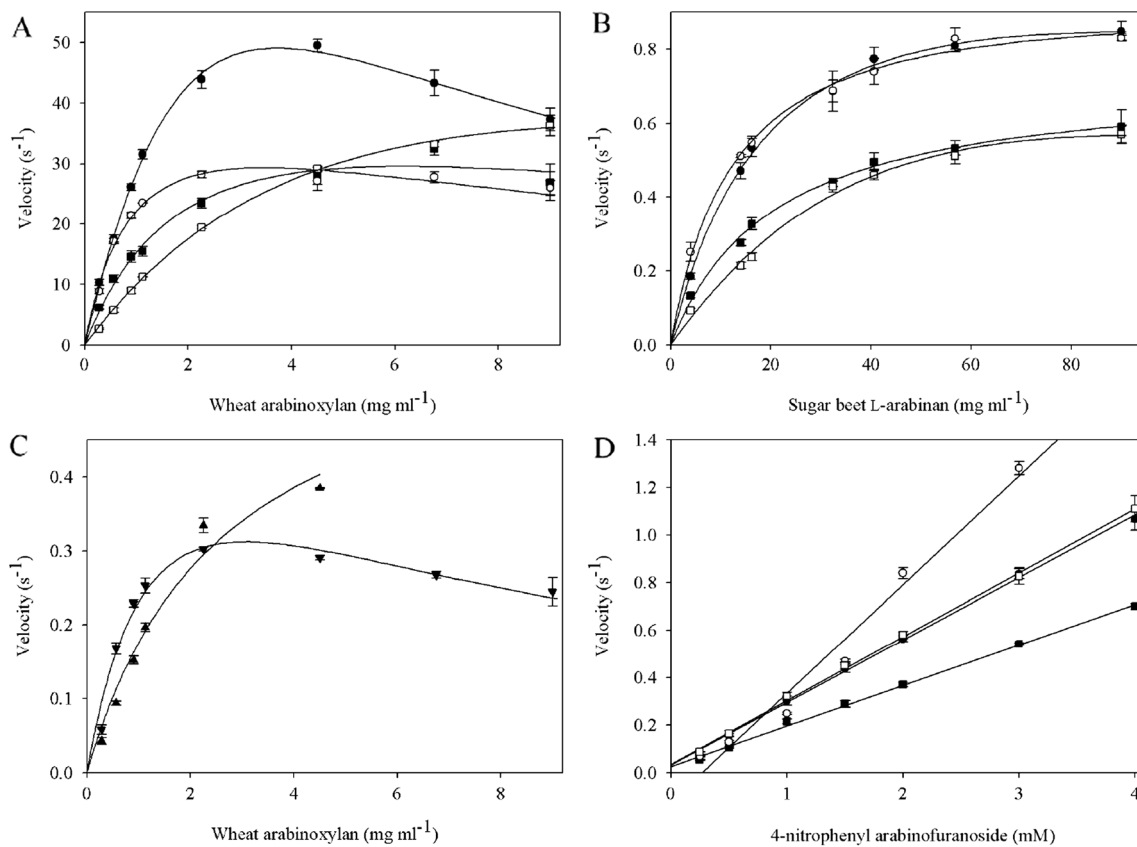 A
Velocity (s⁻¹)
50
40
30
20
10
0
0 2 4 6 8
Wheat arabinoxylan (mg ml⁻¹)
B
Velocity (s⁻¹)
0.8
0.6
0.4
0.2
0.0
0 20 40 60 80
Sugar beet L-arabinan (mg ml⁻¹)
C
Velocity (s⁻¹)
0.4
0.3
0.2
0.1
0.0
0 2 4 6 8
Wheat arabinoxylan (mg ml⁻¹)
D
Velocity (s⁻¹)
1.4
1.2
1.0
0.8
0.6
0.4
0.2
0.0
0 1 2 3 4
4-nitrophenyl arabinofuranoside (mM)